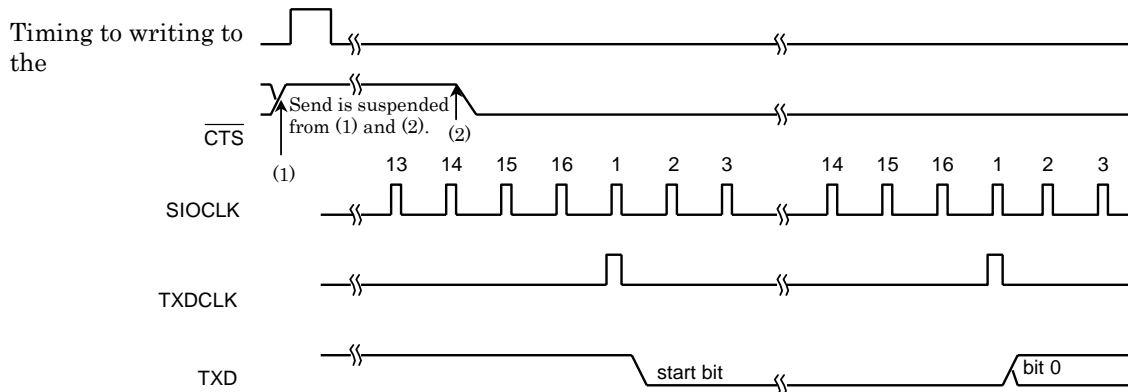 Timing to writing to
the
CTS
Send is suspended
from (1) and (2).
(1)
(2)
13 14 15 16 1 2 3 14 15 16 1 2 3
SIOCLK
TXDCLK
TXD
start bit
bit 0